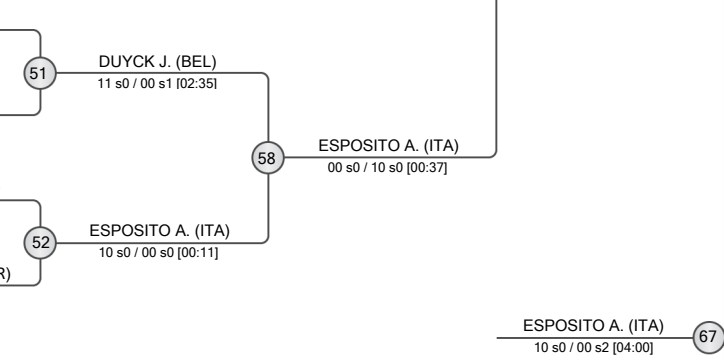 51
DUYCK J. (BEL)
11 s0 / 00 s1 [02:35]
58
ESPOSITO A. (ITA)
00 s0 / 10 s0 [00:37]
52
ESPOSITO A. (ITA)
10 s0 / 00 s0 [00:11]
R)
ESPOSITO A. (ITA)
10 s0 / 00 s2 [04:00]
67